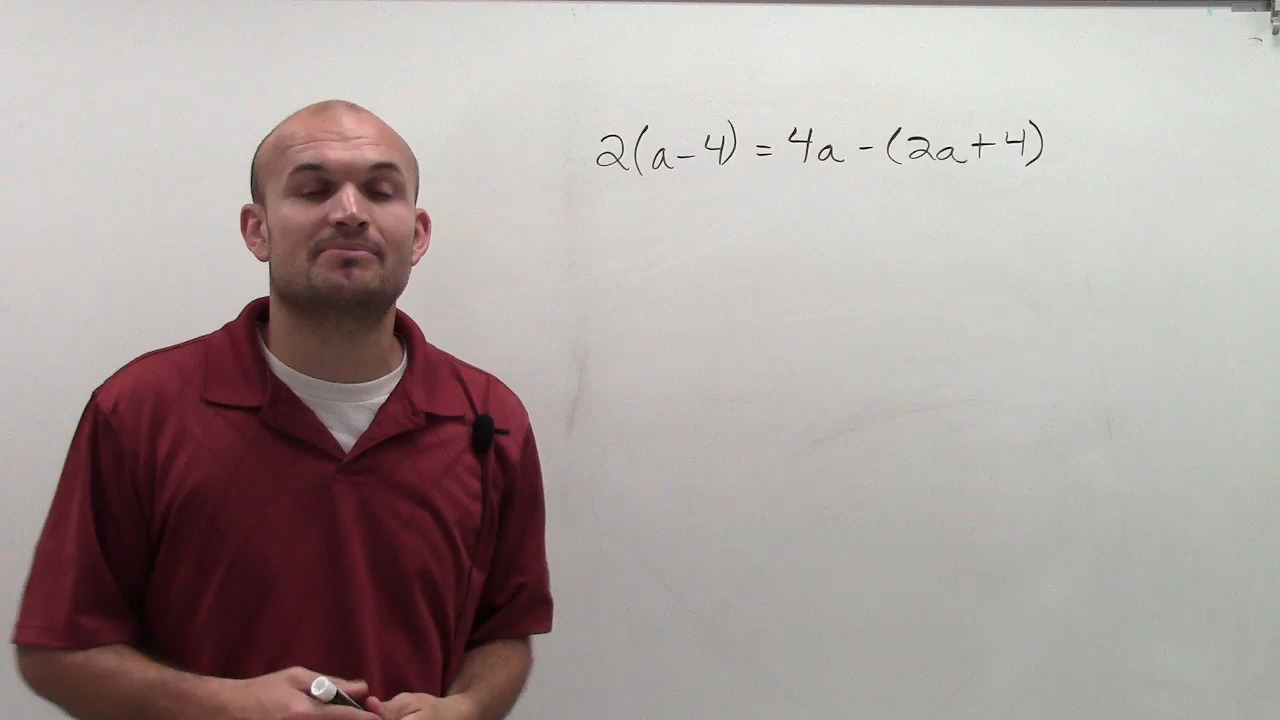 2(a-4) = 4a - (2a+4)